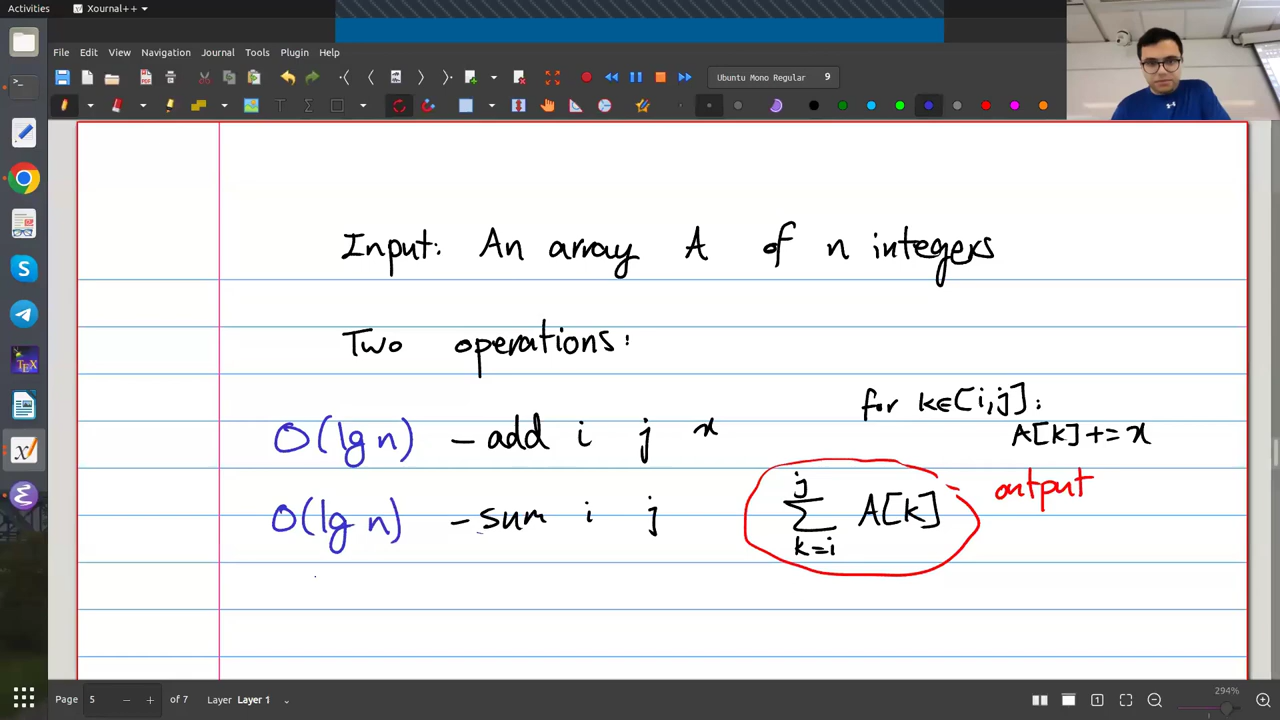 Activities Xournal++
File Edit View Navigation Journal Tools Plugin Help
Ubuntu Mono Regular 9
Input: An array A of n integers
Two operations:
for k∈[i,j]:
O(lg n) - add i j x A[k] += x
O(lg n) - sum i j ∑_{k=i}^{j} A[k] output
Page 5 of 7 Layer Layer 1 294%